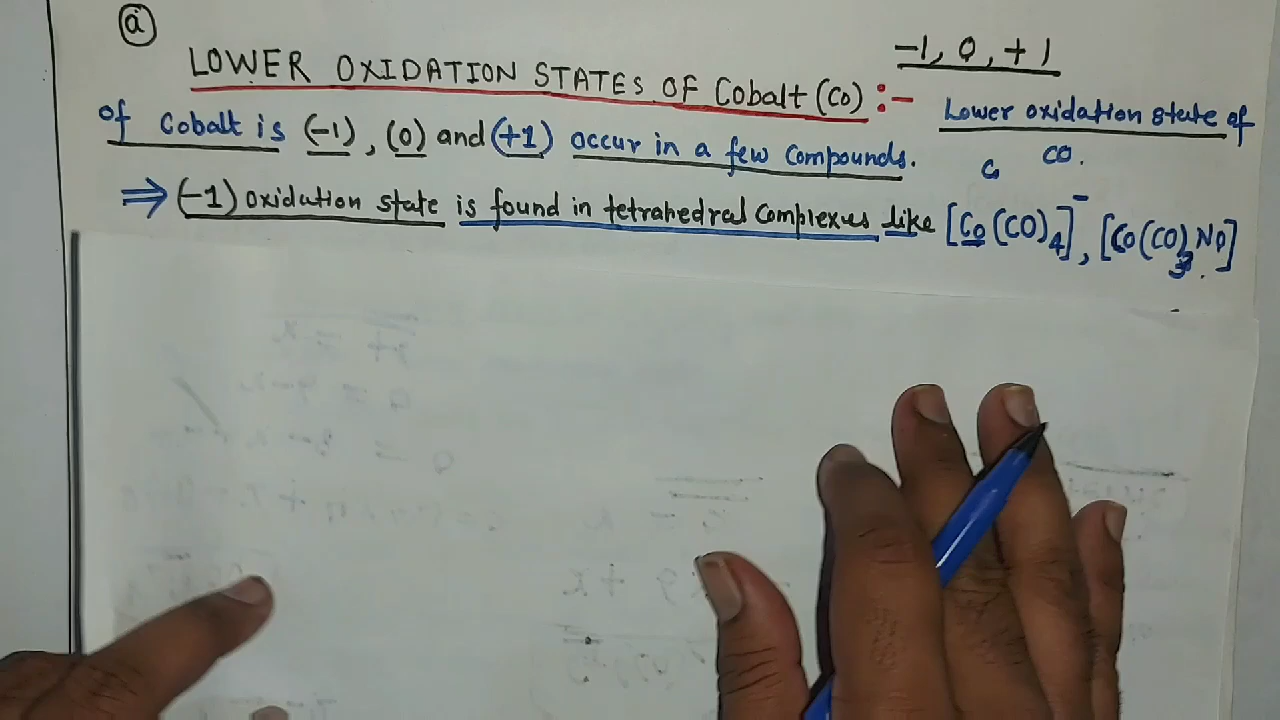 ⓐ
-1, 0, +1
LOWER OXIDATION STATES OF Cobalt (Co) :- Lower oxidation state of
of Cobalt is (-1), (0) and (+1) occur in a few Compounds. CO.
⇒ (-1) oxidation state is found in tetrahedral Complexus like [Co(CO)4]⁻, [Co(CO)3NO]